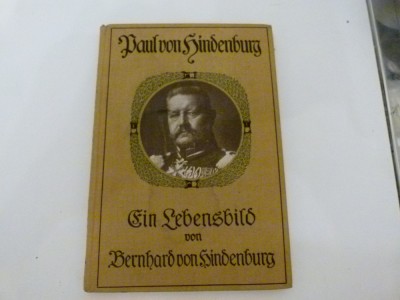 Paul von Hindenburg
Ein Lebensbild
von
Bernhard von Hindenburg